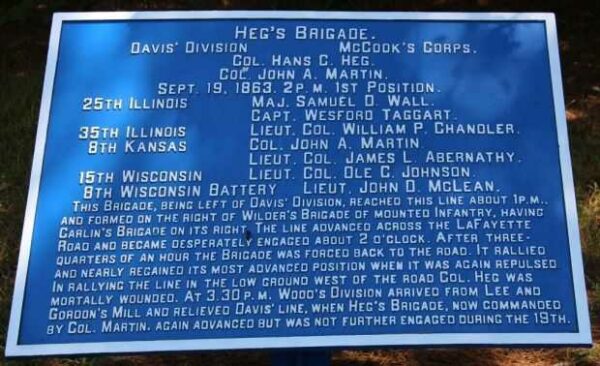 Heg's Brigade.
Davis' Division McCook's Corps.
Col. Hans C. Heg.
Col. John A. Martin.
Sept. 19, 1863. 2 p.m. 1st Position.
25th Illinois Maj. Samuel D. Wall.
Capt. Wesford Taggart.
35th Illinois Lieut. Col. William P. Chandler.
8th Kansas Col. John A. Martin
Lieut. Col. James L. Abernathy.
15th Wisconsin Lieut. Col. Ole C. Johnson.
8th Wisconsin Battery Lieut. John D. McLean.
This Brigade, being left of Davis' Division, reached this line about 1p.m.,
and formed on the right of Wilder's Brigade of mounted Infantry, having
Carlin's Brigade on its right. The line advanced across the LaFayette
Road and became desperately engaged about 2 o'clock. After three-
quarters of an hour the Brigade was forced back to the road. It rallied
and nearly regained its most advanced position when it was again repulsed
In rallying the line in the low ground west of the road Col. Heg was
mortally wounded. At 3.30 p.m. Wood's Division arrived from Lee and
Gordon's Mill and relieved Davis' line, when Heg's Brigade, now commanded
by Col. Martin. again advanced but was not further engaged during the 19th.